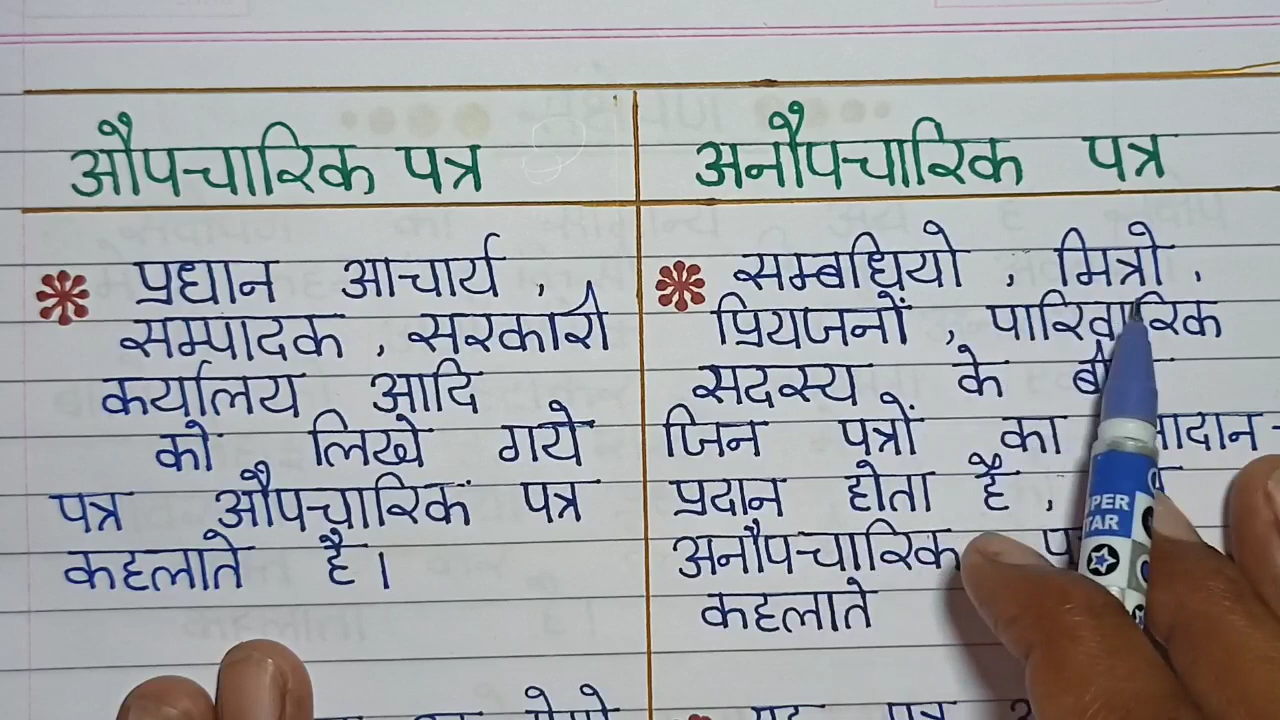 औपचारिक पत्र
प्रधान आचार्य,
सम्पादक, सरकारी
कर्यालय आदि
को लिखे गये
पत्र औपचारिक पत्र
कहलाते है।
अनौपचारिक पत्र
सम्बधियो, मित्रो,
प्रियजनों, पारिवारिक
सदस्य के
जिन पत्रों का
प्रदान होता है,
अनौपचारिक
कहलाते